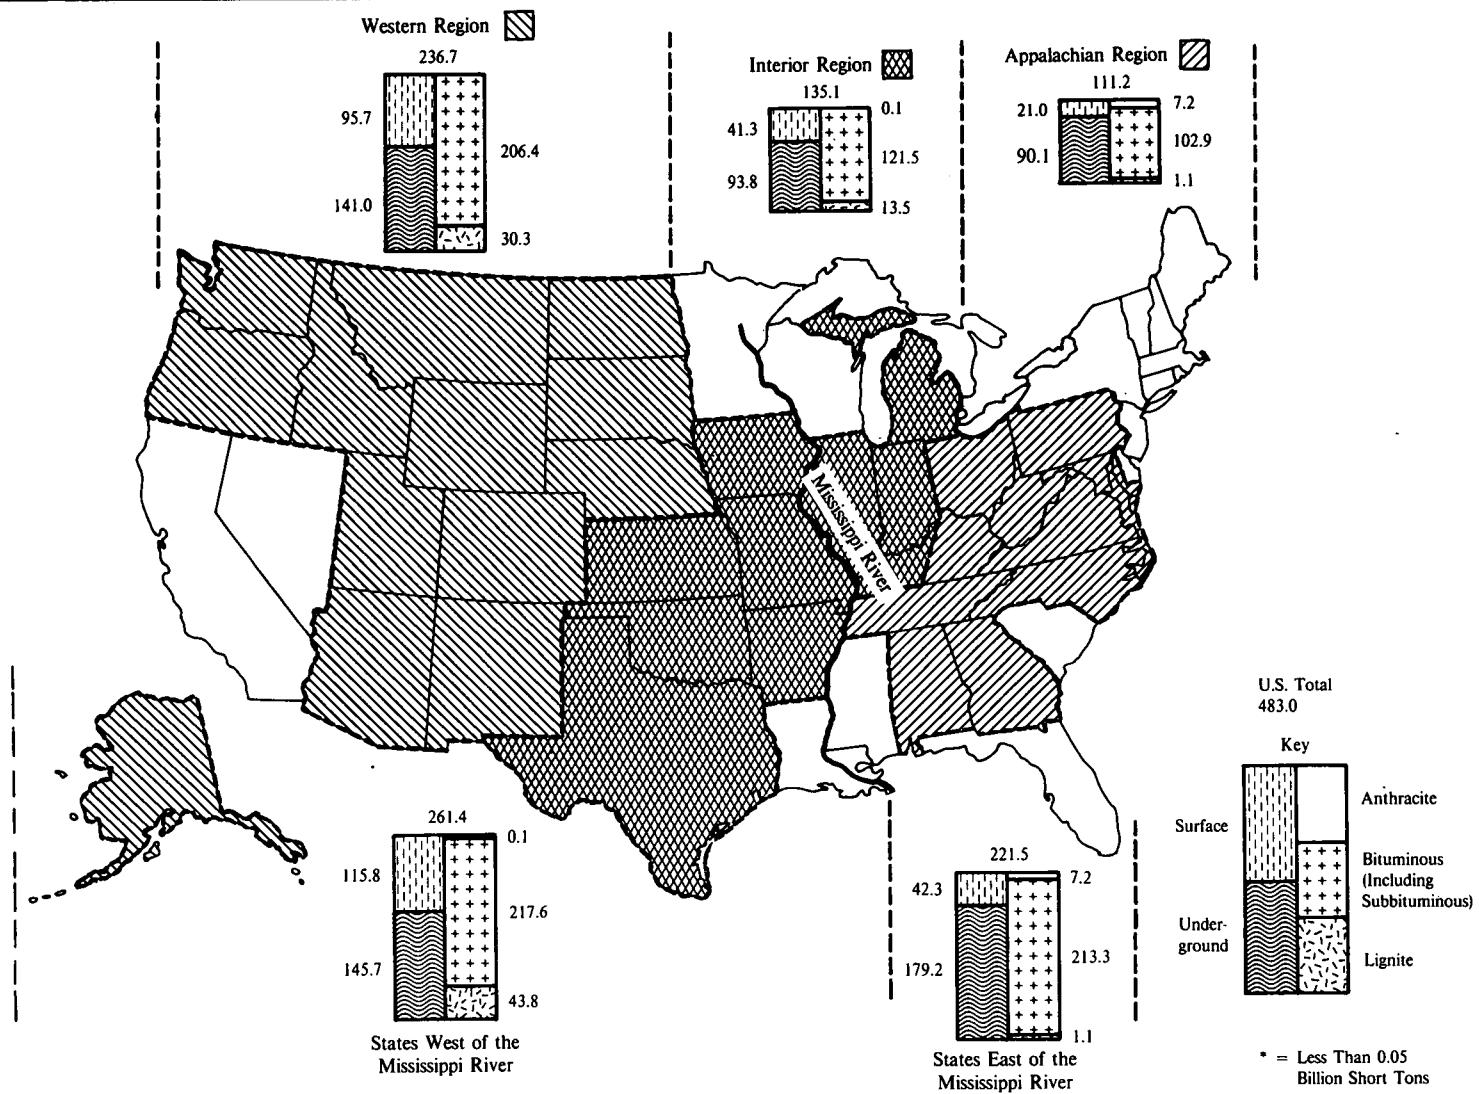 Western Region
236.7
95.7
206.4
141.0
30.3
Interior Region
135.1
0.1
41.3
121.5
93.8
13.5
Appalachian Region
111.2
21.0
7.2
102.9
90.1
1.1
Mississippi River
U.S. Total
483.0
Key
Surface
Anthracite
Bituminous
(Including
Subbituminous)
Under-
ground
Lignite
* = Less Than 0.05
Billion Short Tons
261.4
0.1
115.8
217.6
145.7
43.8
States West of the
Mississippi River
221.5
42.3
7.2
179.2
213.3
1.1
States East of the
Mississippi River